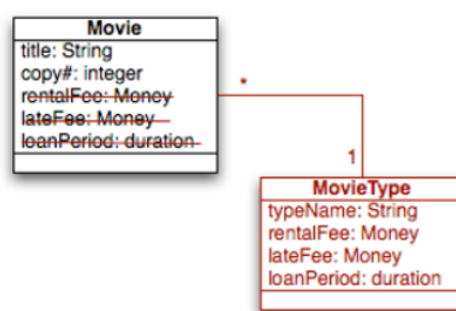 Movie
title: String
copy#: integer
rentalFee: Money
lateFee: Money
loanPeriod: duration
*
1
MovieType
typeName: String
rentalFee: Money
lateFee: Money
loanPeriod: duration